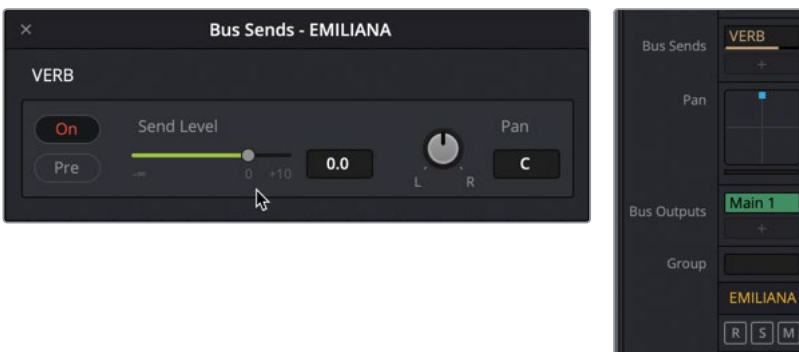 Bus Sends - EMILIANA
VERB
On
Send Level
Pan
Pre
-∞
0
+10
0.0
L
R
C
Bus Sends
VERB
+
Pan
Bus Outputs
Main 1
+
Group
EMILIANA
R S M